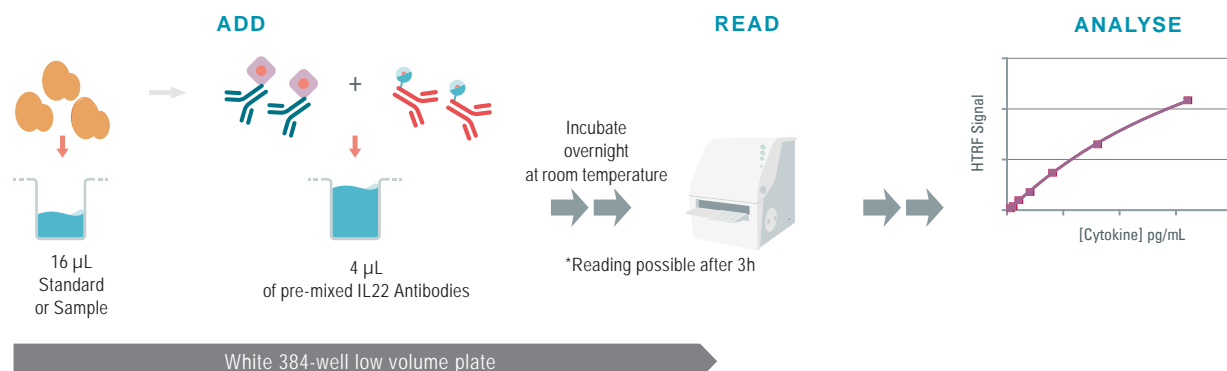 ADD
READ
ANALYSE
+
Incubate
overnight
at room temperature
HTRF Signal
[Cytokine] pg/mL
16 µL
Standard
or Sample
4 µL
of pre-mixed IL22 Antibodies
*Reading possible after 3h
White 384-well low volume plate